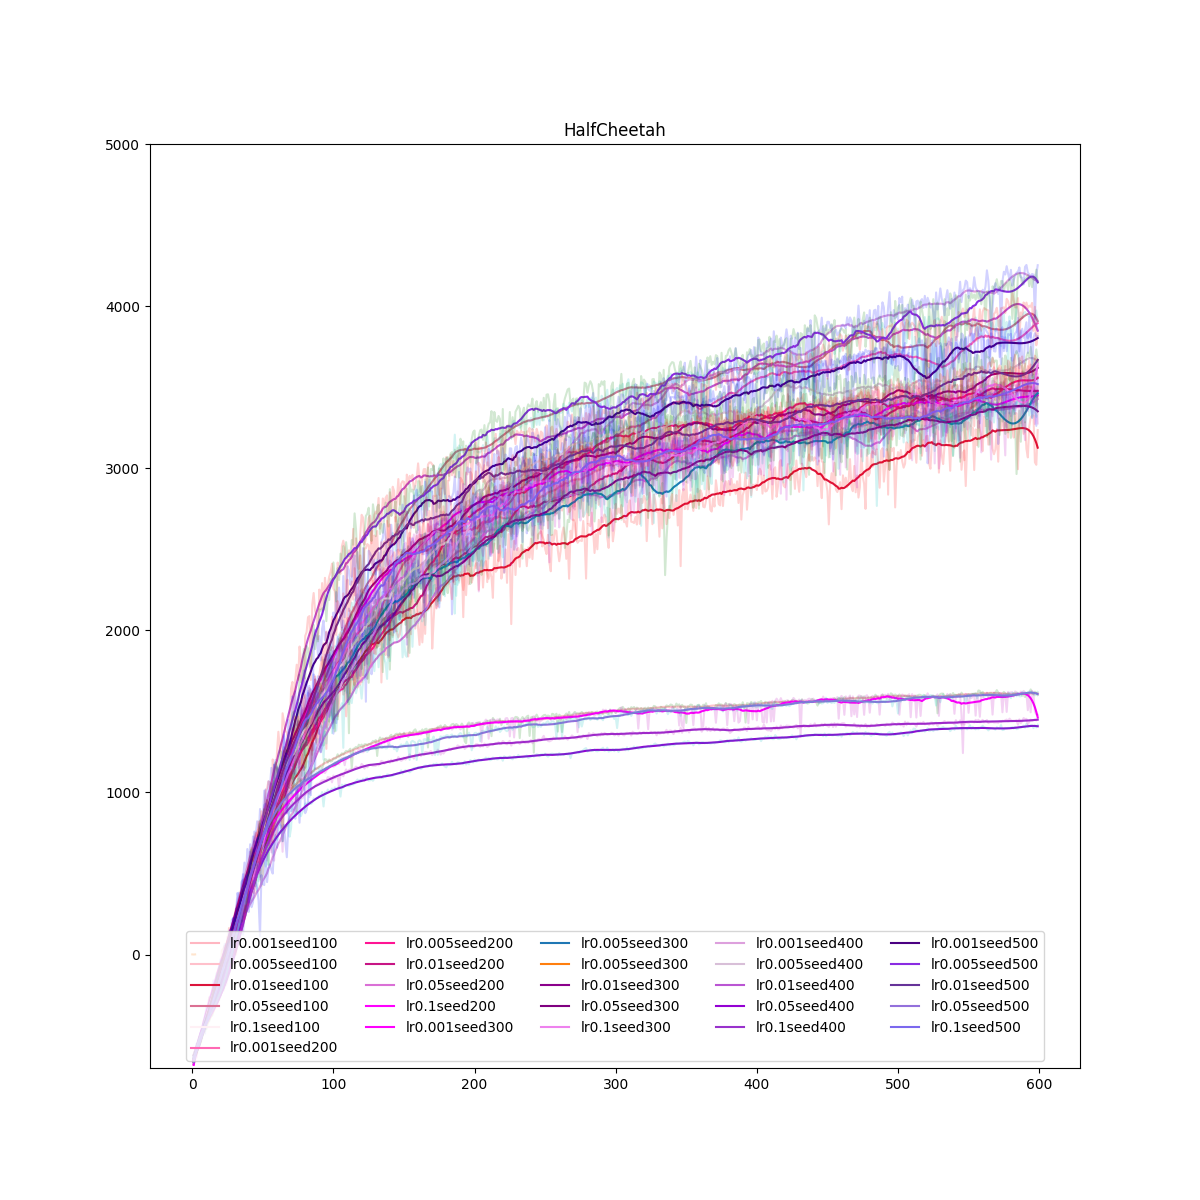 HalfCheetah
5000
4000
3000
2000
1000
0
0 100 200 300 400 500 600
lr0.001seed100 lr0.005seed200 lr0.005seed300 lr0.001seed400 lr0.001seed500
lr0.005seed100 lr0.01seed200 lr0.005seed300 lr0.005seed400 lr0.005seed500
lr0.01seed100 lr0.05seed200 lr0.01seed300 lr0.01seed400 lr0.01seed500
lr0.05seed100 lr0.1seed200 lr0.05seed300 lr0.05seed400 lr0.05seed500
lr0.1seed100 lr0.001seed300 lr0.1seed300 lr0.1seed400 lr0.1seed500
lr0.001seed200